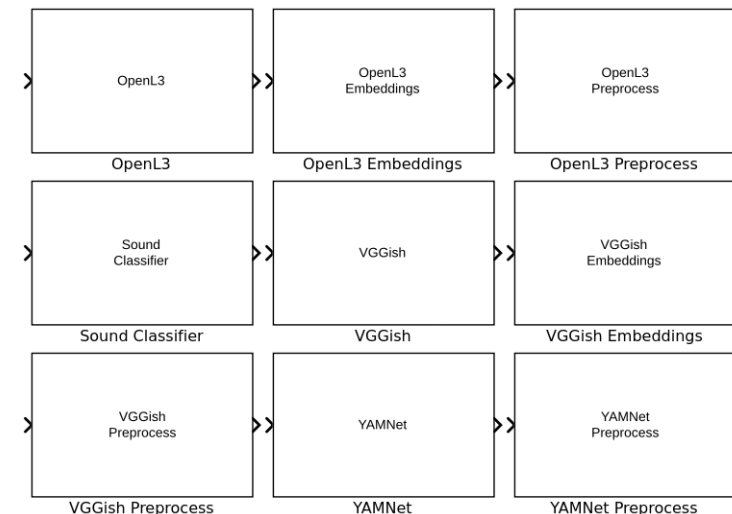 OpenL3
OpenL3
Embeddings
OpenL3
Preprocess
OpenL3
OpenL3 Embeddings
OpenL3 Preprocess
Sound
Classifier
VGGish
VGGish
Embeddings
Sound Classifier
VGGish
VGGish Embeddings
VGGish
Preprocess
YAMNet
YAMNet
Preprocess
VGGish Preprocess
YAMNet
YAMNet Preprocess